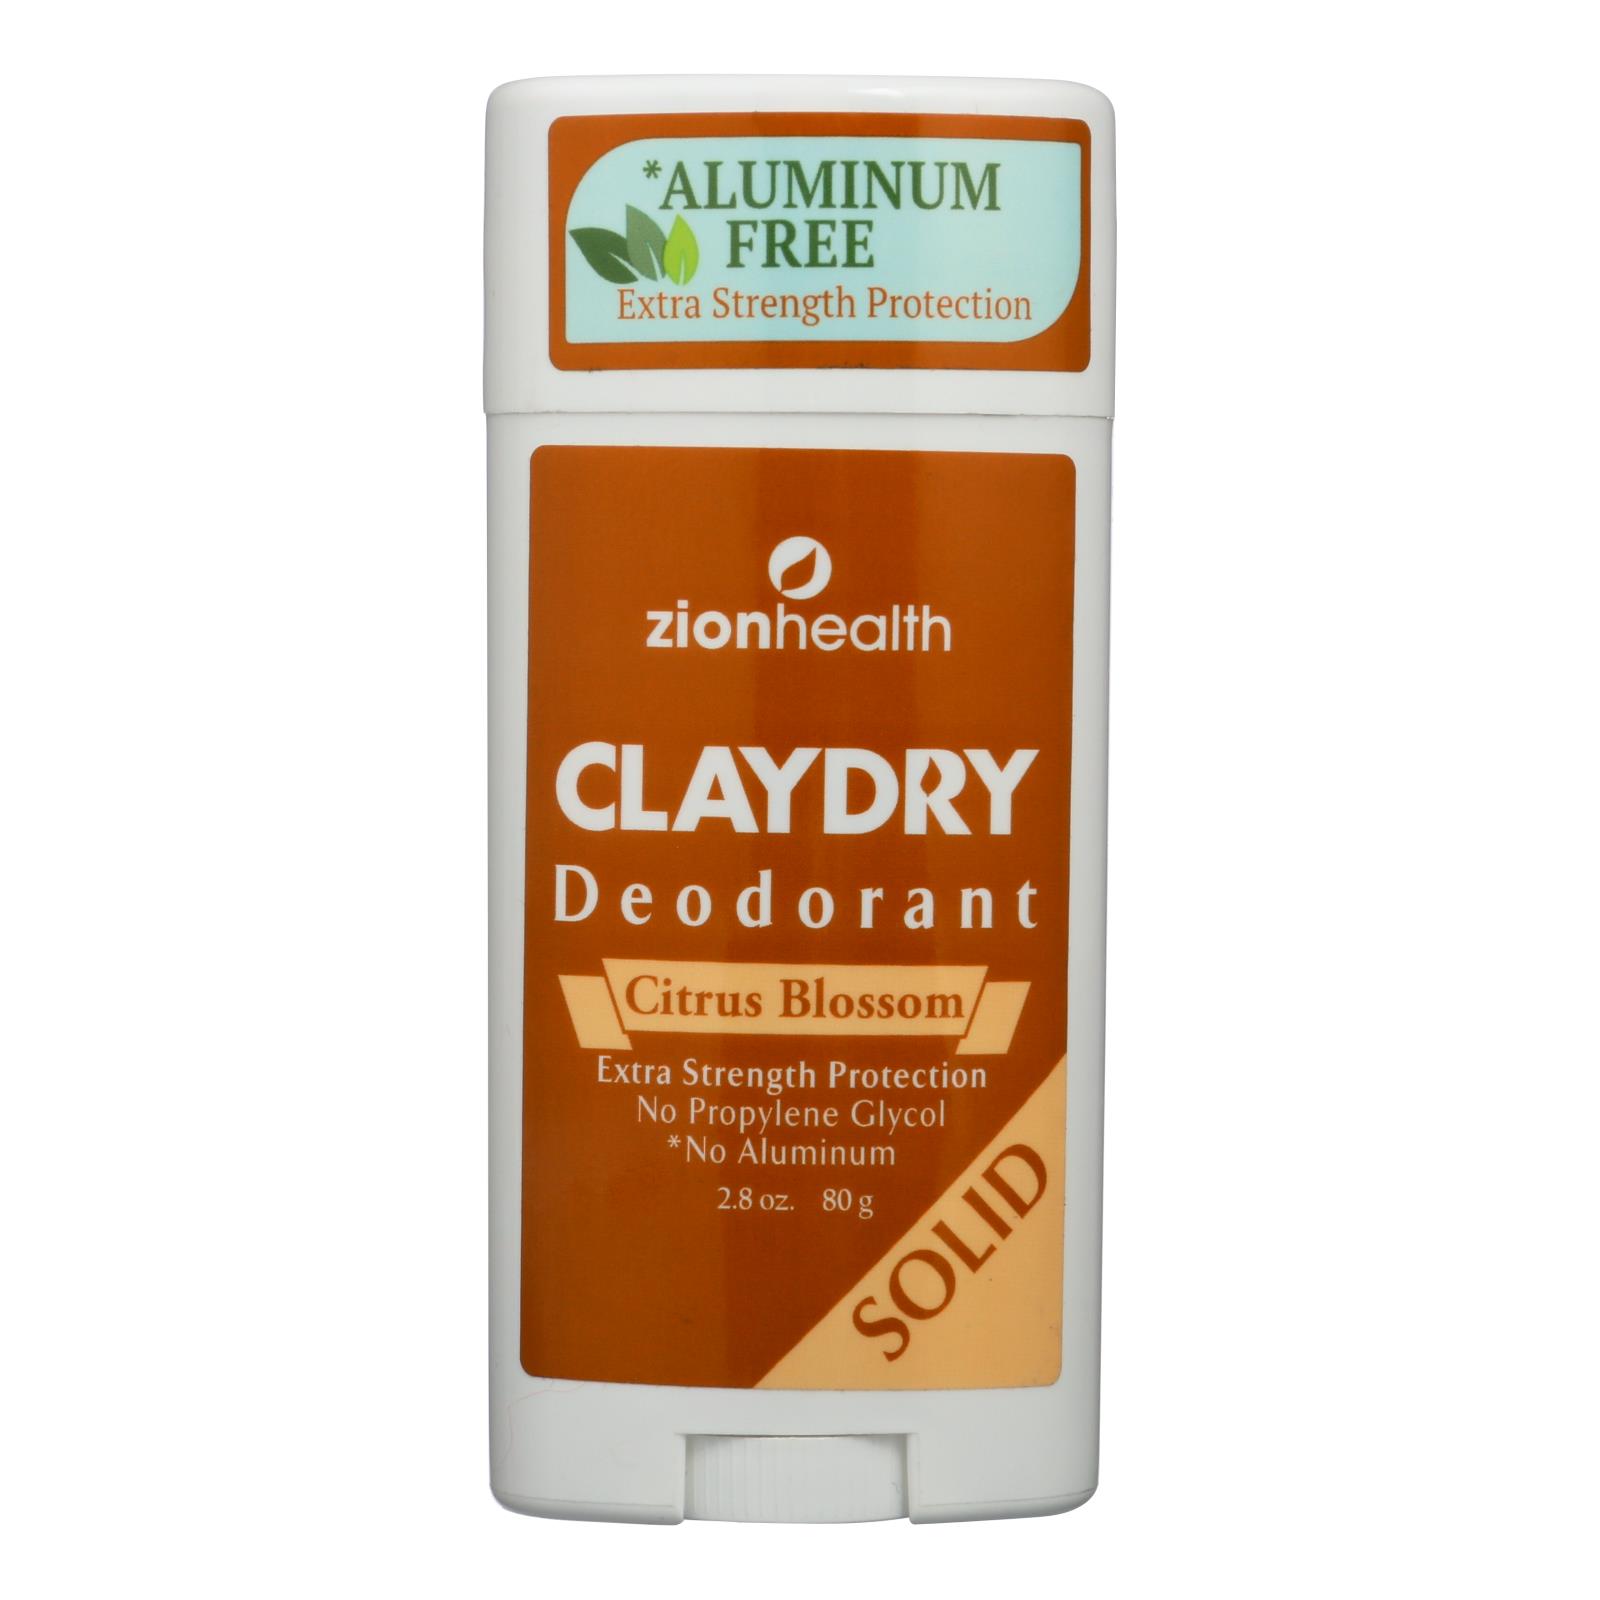 *ALUMINUM
FREE
Extra Strength Protection
zionhealth
CLAYDRY
Deodorant
Citrus Blossom
Extra Strength Protection
No Propylene Glycol
*No Aluminum
2.8 oz. 80 g
SOLID